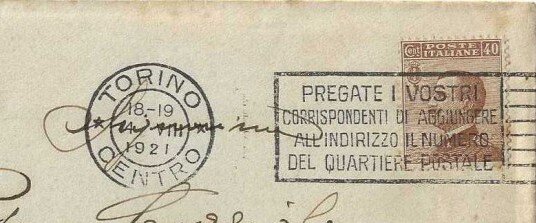 Cent. POSTE 40
ITALIANE
TORINO
18-19
1921
CENTRO
PREGATE I VOSTRI
CORRISPONDENTI DI AGGIUNGERE
ALL'INDIRIZZO IL NUMERO
DEL QUARTIERE POSTALE